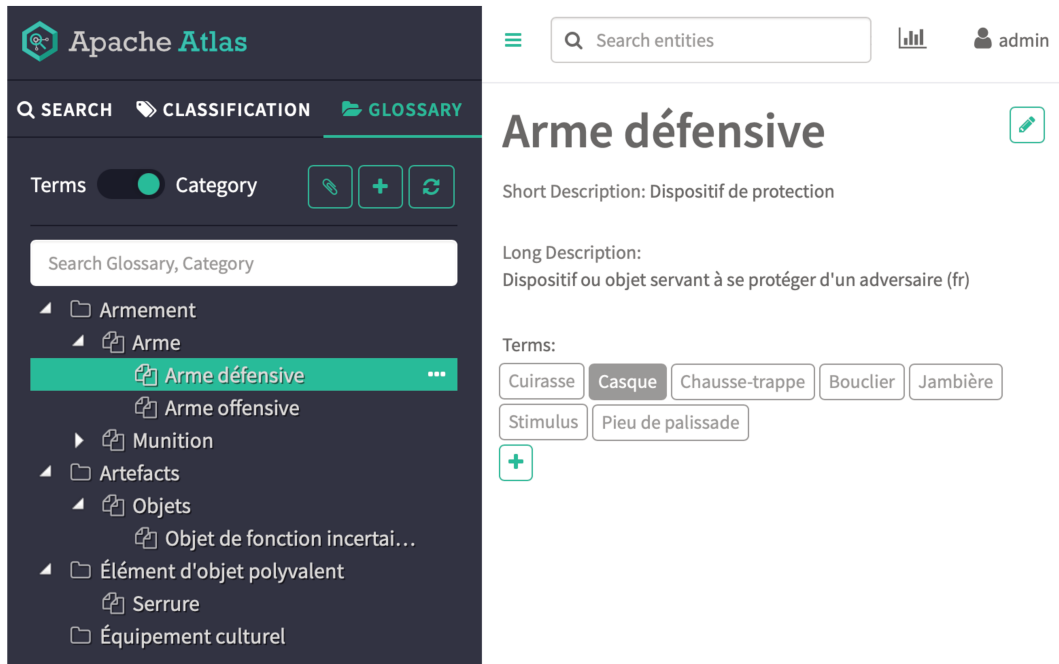 Apache Atlas
SEARCH CLASSIFICATION GLOSSARY
Terms Category
Search Glossary, Category
Armement
Arme
Arme défensive
Arme offensive
Munition
Artefacts
Objets
Objet de fonction incertai...
Élément d'objet polyvalent
Serrure
Équipement culturel
Search entities
admin
Arme défensive
Short Description: Dispositif de protection
Long Description:
Dispositif ou objet servant à se protéger d'un adversaire (fr)
Terms:
Cuirasse Casque Chausse-trappe Bouclier Jambière
Stimulus Pieu de palissade